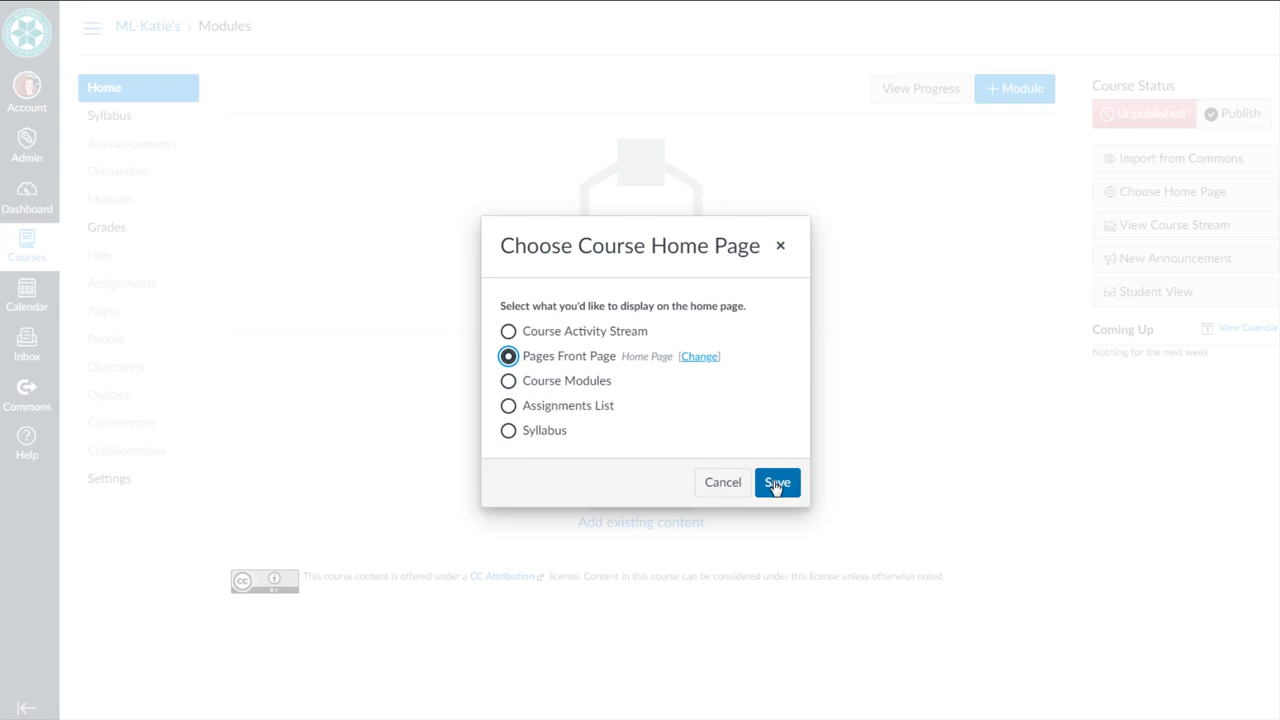 ML-Katie's › Modules
Account
Admin
Dashboard
Courses
Calendar
Inbox
Commons
Help
Home
Syllabus
Announcements
Discussions
Modules
Grades
Files
Assignments
Pages
People
Outcomes
Quizzes
Conferences
Collaborations
Settings
View Progress
+ Module
Choose Course Home Page ×
Select what you'd like to display on the home page.
Course Activity Stream
Pages Front Page Home Page [Change]
Course Modules
Assignments List
Syllabus
Cancel Save
Add existing content
CC BY
This course content is offered under a CC Attribution license. Content in this course can be considered under this license unless otherwise noted.
Course Status
Unpublished Publish
Import from Commons
Choose Home Page
View Course Stream
New Announcement
Student View
Coming Up View Calendar
Nothing for the next week